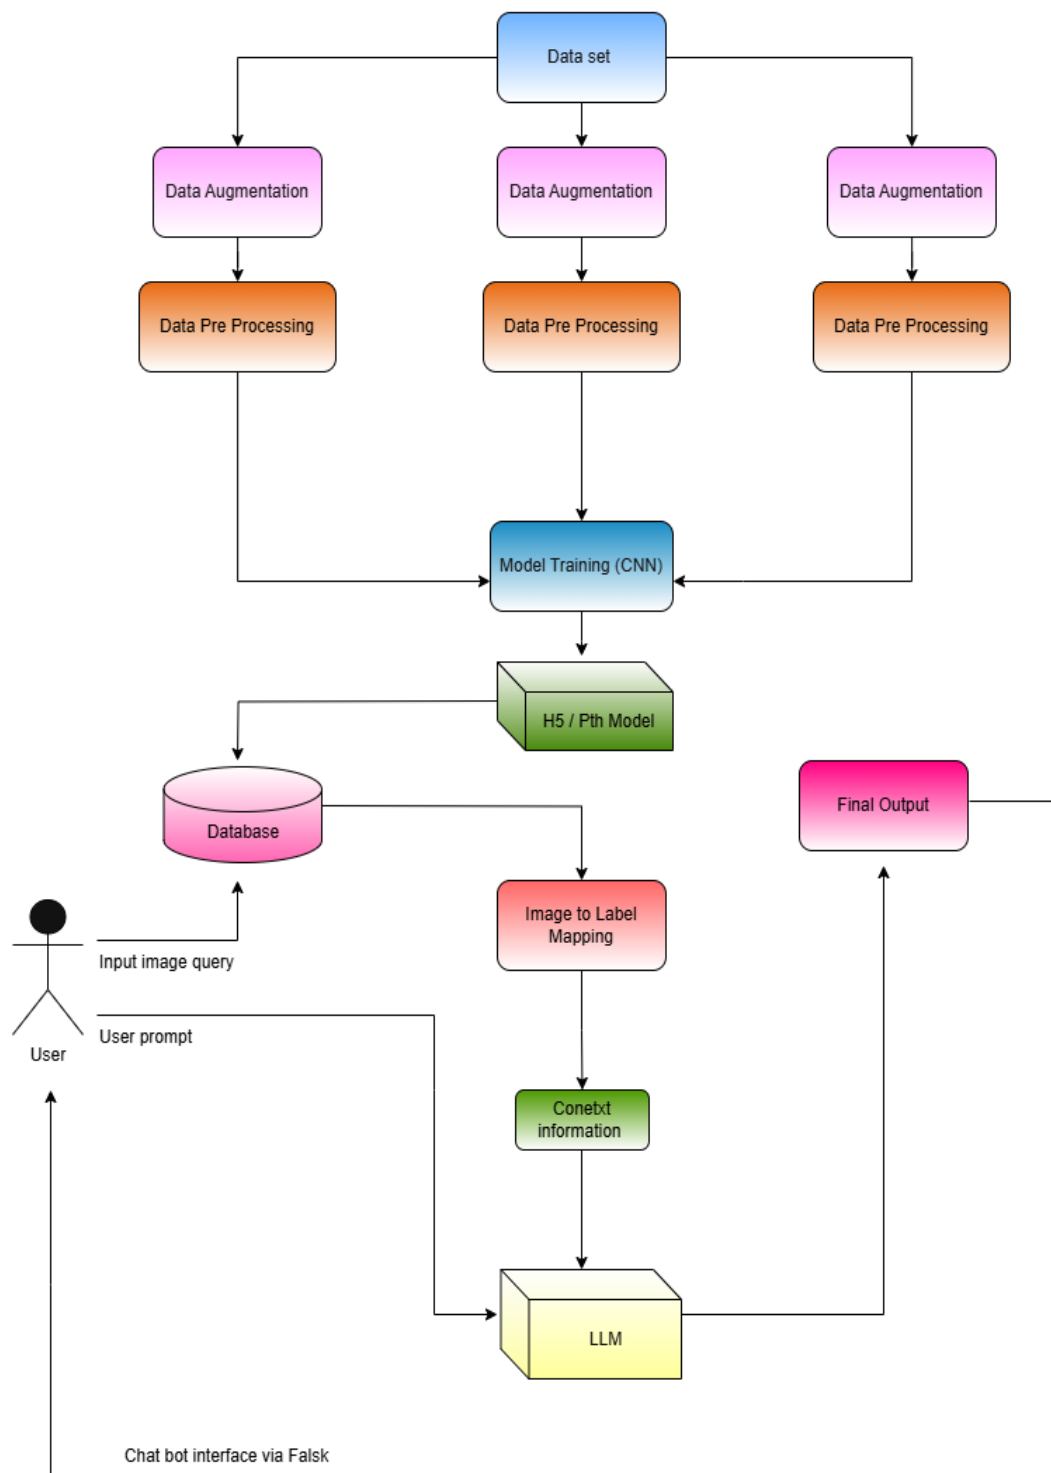 Data set
Data Augmentation
Data Augmentation
Data Augmentation
Data Pre Processing
Data Pre Processing
Data Pre Processing
Model Training (CNN)
H5 / Pth Model
Final Output
Database
Image to Label
Mapping
Input image query
User prompt
User
Conetxt
information
LLM
Chat bot interface via Falsk